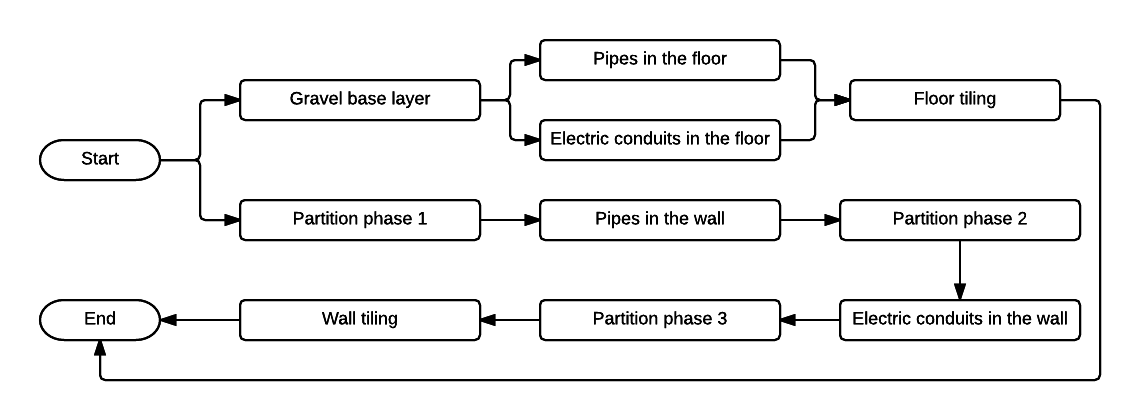 Start
Gravel base layer
Pipes in the floor
Electric conduits in the floor
Floor tiling
Partition phase 1
Pipes in the wall
Partition phase 2
Electric conduits in the wall
Partition phase 3
Wall tiling
End